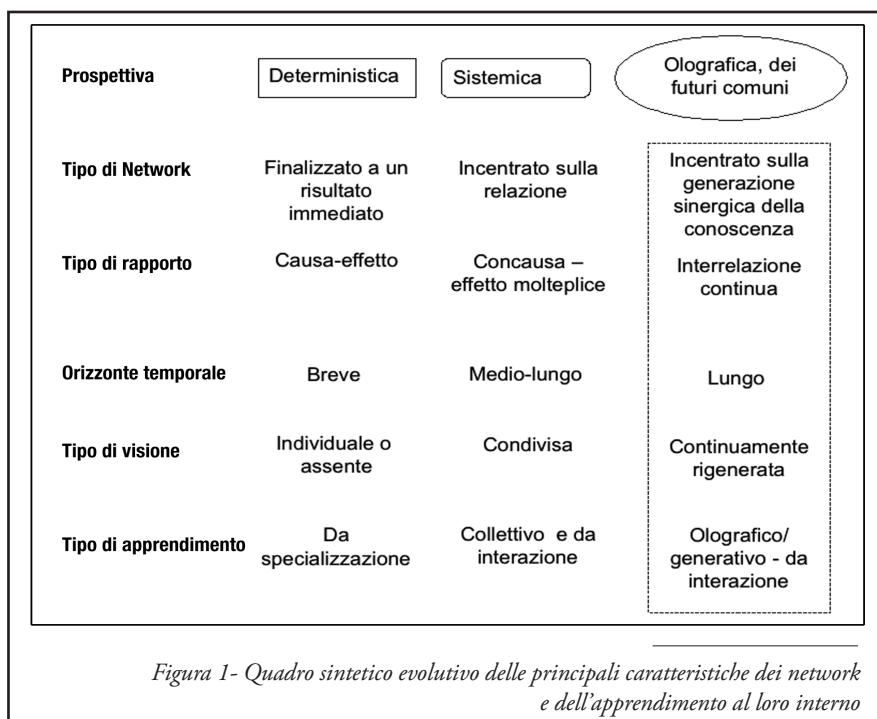 Prospettiva
Deterministica
Sistemica
Olografica, dei
futuri comuni
Tipo di Network
Finalizzato a un
risultato
immediato
Incentrato sulla
relazione
Incentrato sulla
generazione
sinergica della
conoscenza
Tipo di rapporto
Causa-effetto
Concausa –
effetto molteplice
Interrelazione
continua
Orizzonte temporale
Breve
Medio-lungo
Lungo
Tipo di visione
Individuale o
assente
Condivisa
Continuamente
rigenerata
Tipo di apprendimento
Da
specializzazione
Collettivo e da
interazione
Olografico/
generativo - da
interazione
Figura 1- Quadro sintetico evolutivo delle principali caratteristiche dei network
e dell'apprendimento al loro interno